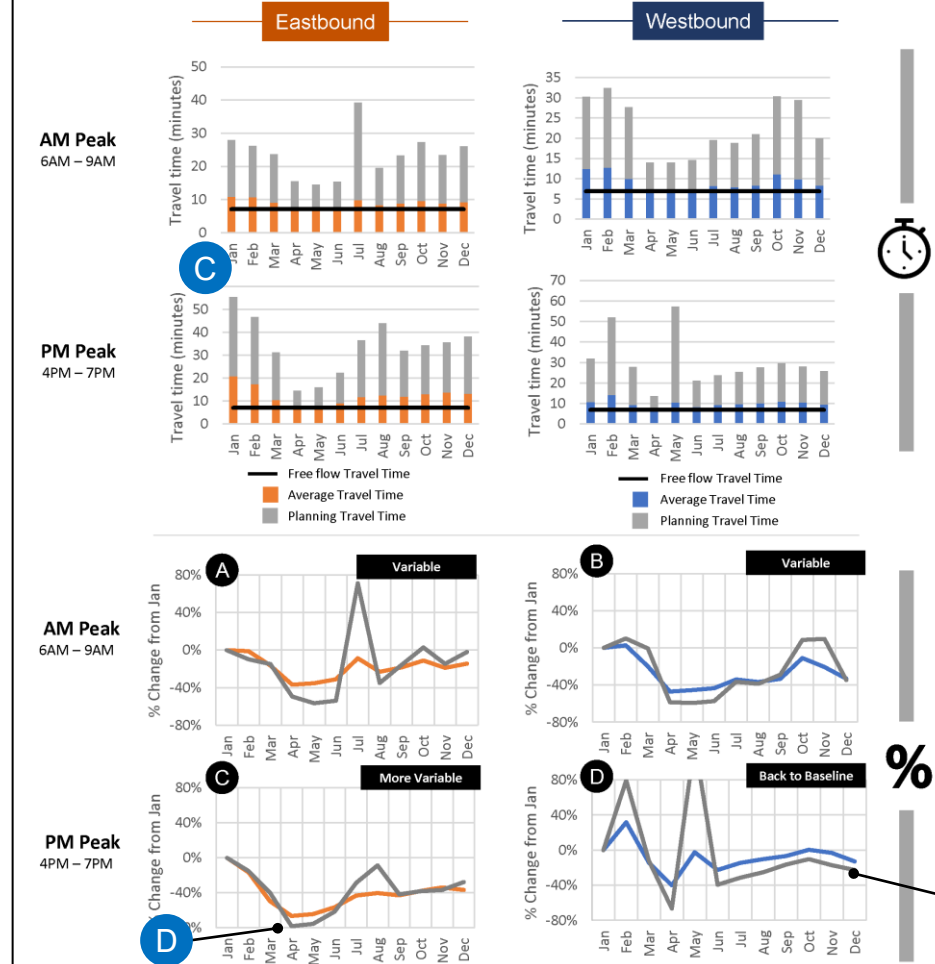 Eastbound
Westbound
AM Peak
6AM – 9AM
Travel time (minutes)
50
40
30
20
10
0
Jan Feb Mar Apr May Jun Jul Aug Sep Oct Nov Dec
Travel time (minutes)
35
30
25
20
15
10
5
0
Jan Feb Mar Apr May Jun Jul Aug Sep Oct Nov Dec
C
PM Peak
4PM – 7PM
Travel time (minutes)
50
40
30
20
10
0
Jan Feb Mar Apr May Jun Jul Aug Sep Oct Nov Dec
Travel time (minutes)
70
60
50
40
30
20
10
0
Jan Feb Mar Apr May Jun Jul Aug Sep Oct Nov Dec
Free flow Travel Time
Average Travel Time
Planning Travel Time
Free flow Travel Time
Average Travel Time
Planning Travel Time
AM Peak
6AM – 9AM
A
Variable
% Change from Jan
80%
40%
0%
-40%
-80%
Jan Feb Mar Apr May Jun Jul Aug Sep Oct Nov Dec
B
Variable
% Change from Jan
80%
40%
0%
-40%
-80%
Jan Feb Mar Apr May Jun Jul Aug Sep Oct Nov Dec
%
PM Peak
4PM – 7PM
C
More Variable
% Change from Jan
80%
40%
0%
-40%
Jan Feb Mar Apr May Jun Jul Aug Sep Oct Nov Dec
D
D
Back to Baseline
% Change from Jan
80%
40%
0%
-40%
-80%
Jan Feb Mar Apr May Jun Jul Aug Sep Oct Nov Dec